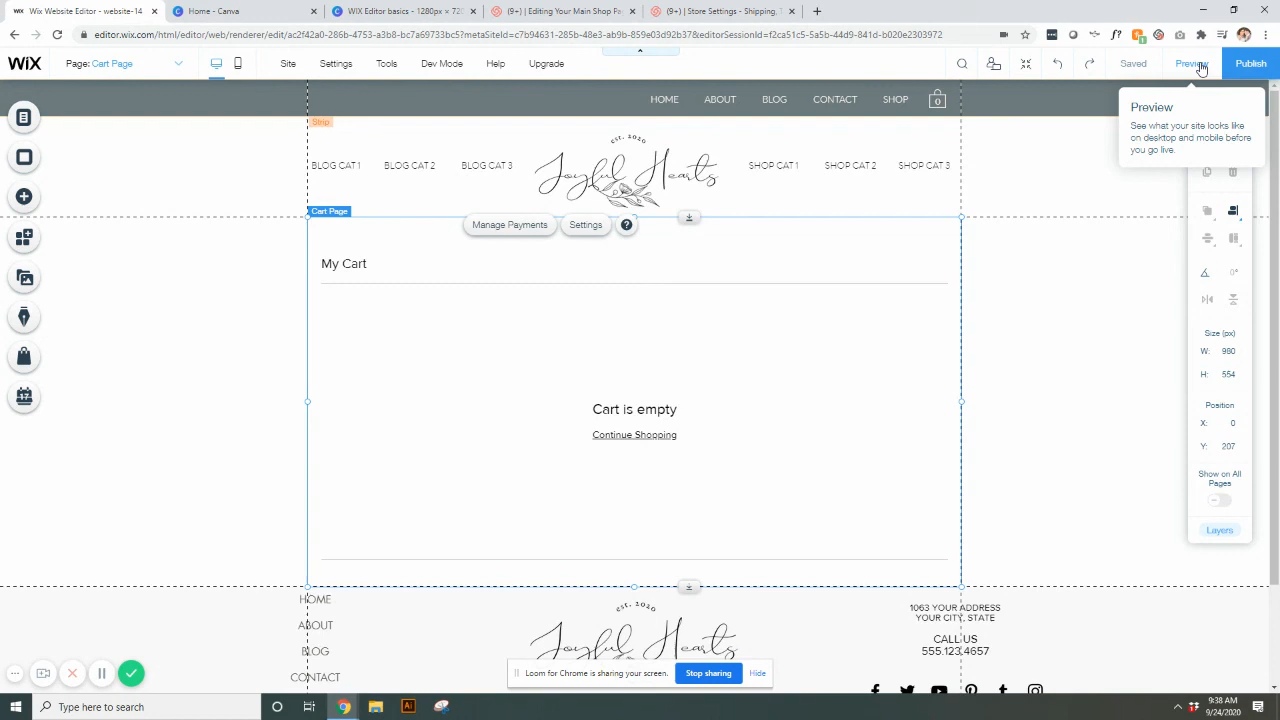 Wix Website Editor - website-14
Home - Canva
WIX Editor basics - 1280px × 720
(9+) | Editing Your Main Shop Pa
(9+) | Store Settings - Shipping, T
editor.wix.com/html/editor/web/renderer/edit/ac2f42a0-286b-4753-a3b8-bc7c5965b71?metaSiteId=c7b94631-285b-48e3-ab9b-859e03d92b17&editorSessionId=f2ca51c5-5a5b-44d9-841d-b020e2303972
WiX
Page: Cart Page
Site
Settings
Tools
Dev Mode
Help
Upgrade
Saved
Preview
Publish
HOME
ABOUT
BLOG
CONTACT
SHOP
0
Preview
See what your site looks like
on desktop and mobile before
you go live.
Strip
est. 2020
BLOG CAT 1
BLOG CAT 2
BLOG CAT 3
Joyful Hearts
SHOP CAT 1
SHOP CAT 2
SHOP CAT 3
Cart Page
Manage Payments
Settings
?
My Cart
0°
Size (px)
W: 980
H: 554
Position
X: 0
Y: 207
Show on All
Pages
Layers
Cart is empty
Continue Shopping
17
HOME
ABOUT
BLOG
CONTACT
est. 2020
Joyful Hearts
1063 YOUR ADDRESS
YOUR CITY, STATE
CALL US
555.123.4657
Loom for Chrome is sharing your screen.
Stop sharing
Hide
Type here to search
Ai
9:38 AM
9/24/2020